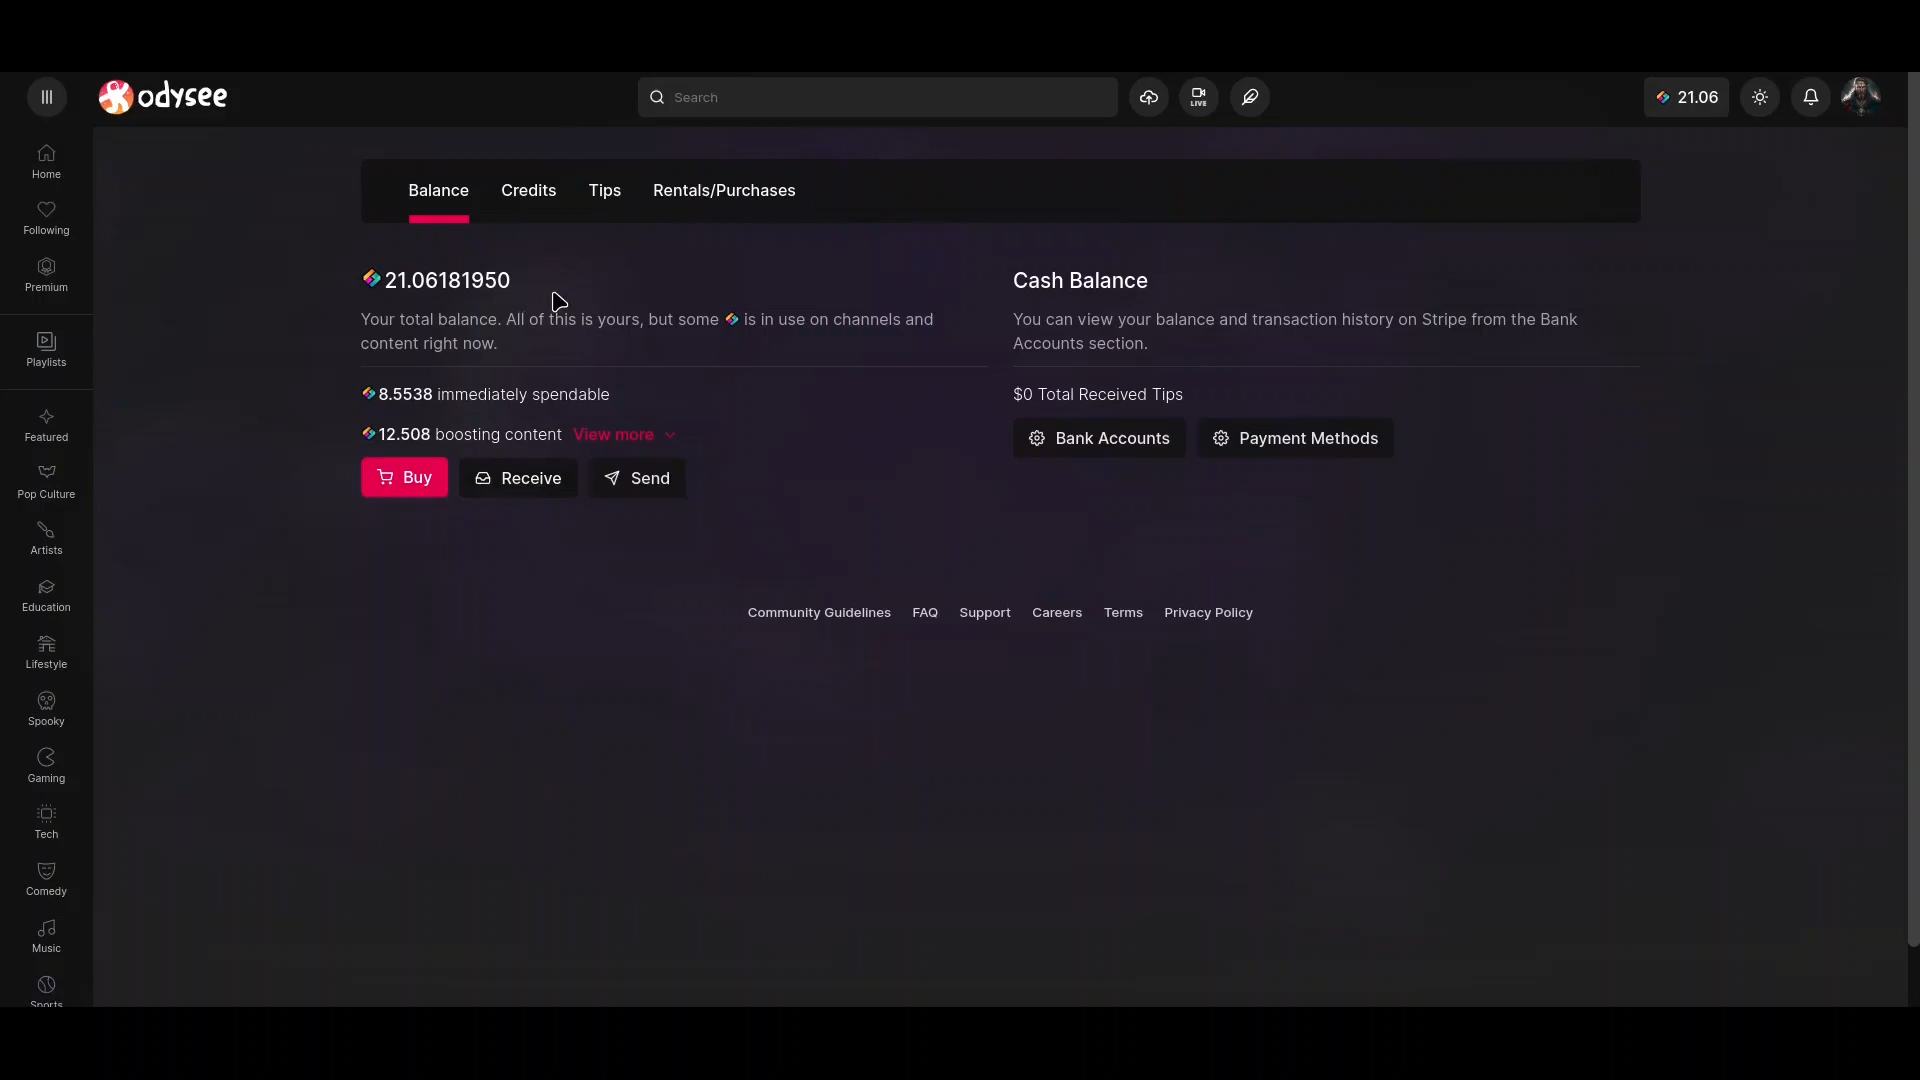 odysee
Search
LIVE
21.06
Home
Following
Premium
Playlists
Featured
Pop Culture
Artists
Education
Lifestyle
Spooky
Gaming
Tech
Comedy
Music
Sports
Balance Credits Tips Rentals/Purchases
21.06181950
Your total balance. All of this is yours, but some is in use on channels and
content right now.
8.5538 immediately spendable
12.508 boosting content View more
Buy Receive Send
Cash Balance
You can view your balance and transaction history on Stripe from the Bank
Accounts section.
$0 Total Received Tips
Bank Accounts Payment Methods
Community Guidelines FAQ Support Careers Terms Privacy Policy